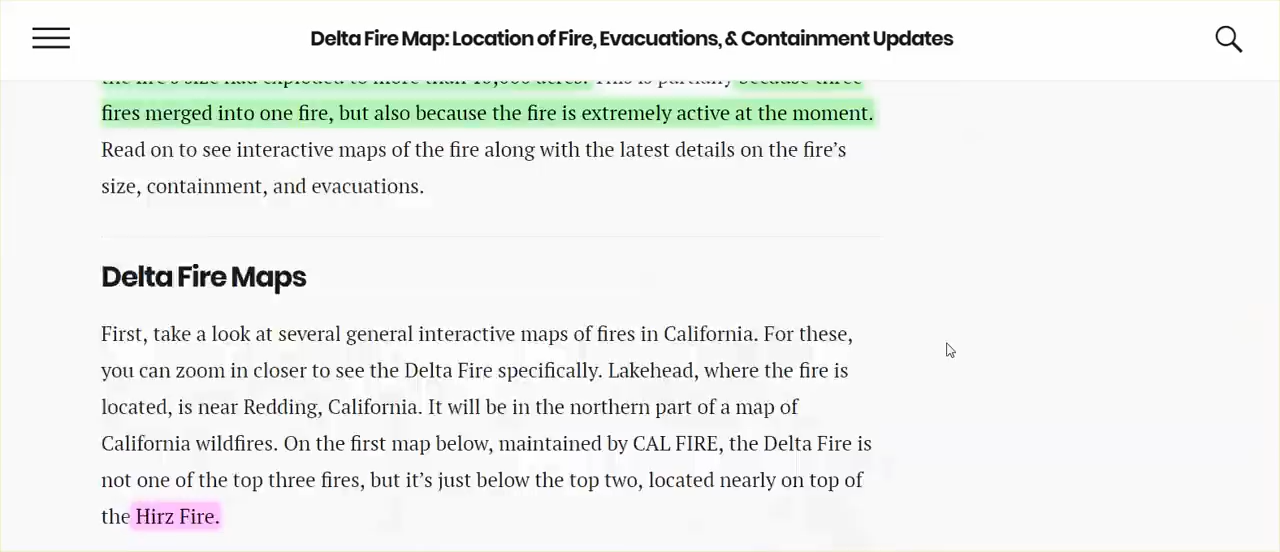 Delta Fire Map: Location of Fire, Evacuations, & Containment Updates
the fire's size had exploded to more than 15,000 acres. This is partially because three
fires merged into one fire, but also because the fire is extremely active at the moment.
Read on to see interactive maps of the fire along with the latest details on the fire’s
size, containment, and evacuations.
Delta Fire Maps
First, take a look at several general interactive maps of fires in California. For these,
you can zoom in closer to see the Delta Fire specifically. Lakehead, where the fire is
located, is near Redding, California. It will be in the northern part of a map of
California wildfires. On the first map below, maintained by CAL FIRE, the Delta Fire is
not one of the top three fires, but it’s just below the top two, located nearly on top of
the Hirz Fire.